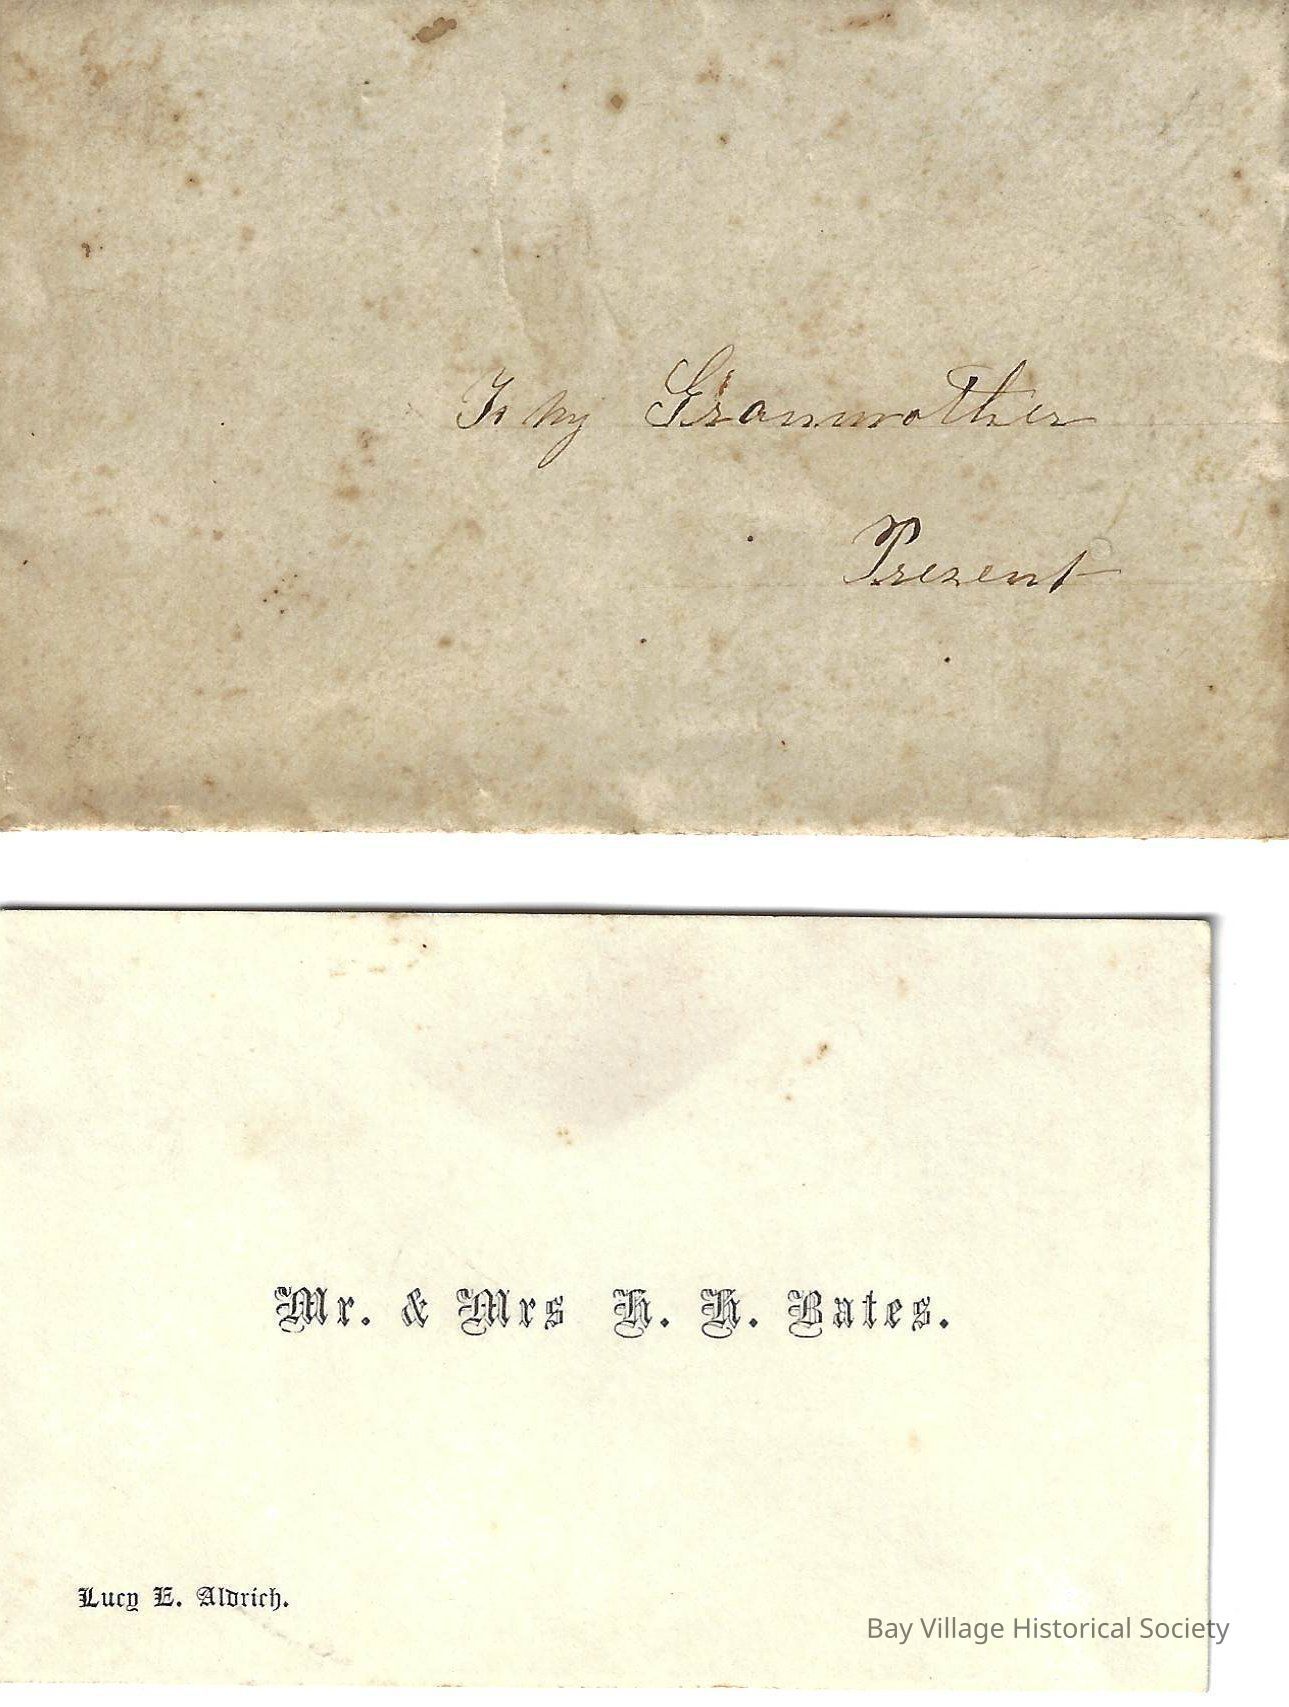 To my Granmother
Present
Mr. & Mrs H. H. Bates.
Lucy E. Aldrich.
Bay Village Historical Society